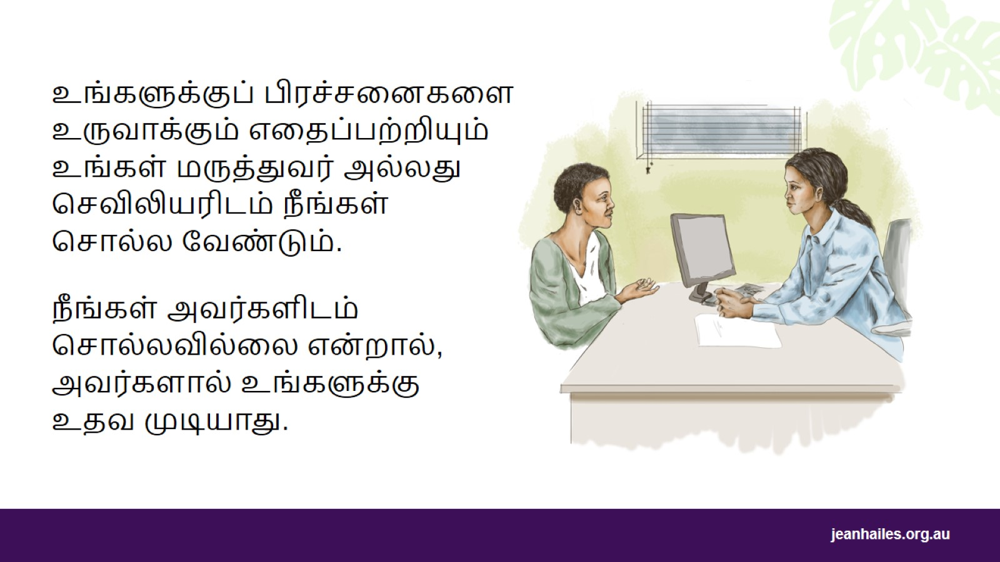 உங்களுக்குப் பிரச்சனைகளை
உருவாக்கும் எதைப்பற்றியும்
உங்கள் மருத்துவர் அல்லது
செவிலியரிடம் நீங்கள்
சொல்ல வேண்டும்.
நீங்கள் அவர்களிடம்
சொல்லவில்லை என்றால்,
அவர்களால் உங்களுக்கு
உதவ முடியாது.
jeanhailes.org.au